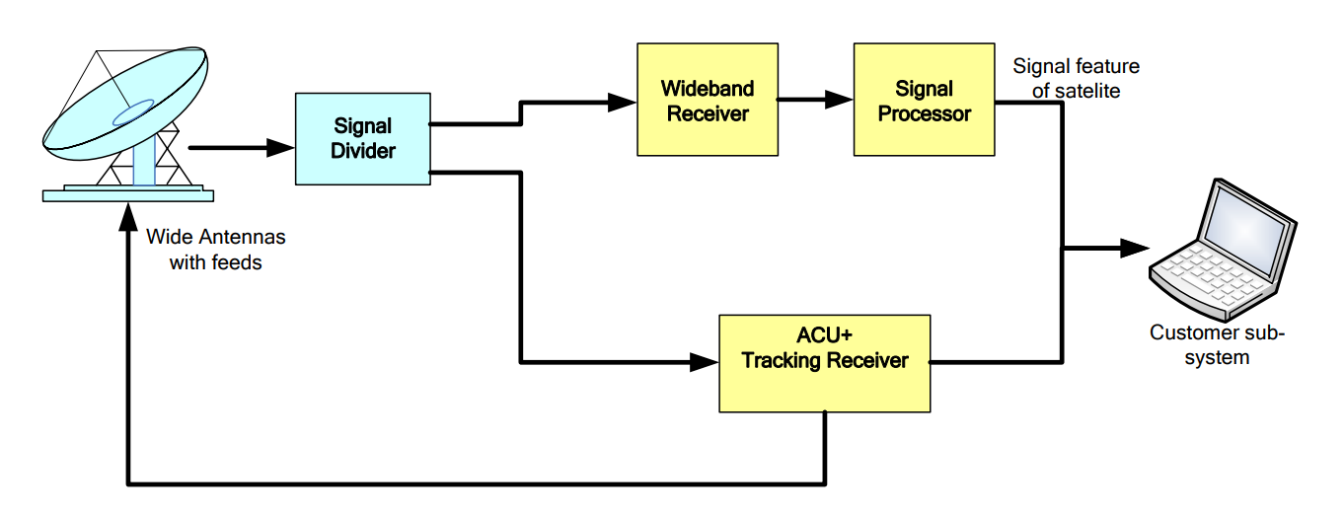 Wide Antennas
with feeds
Signal
Divider
Wideband
Receiver
Signal
Processor
Signal feature
of satelite
ACU+
Tracking Receiver
Customer sub-
system